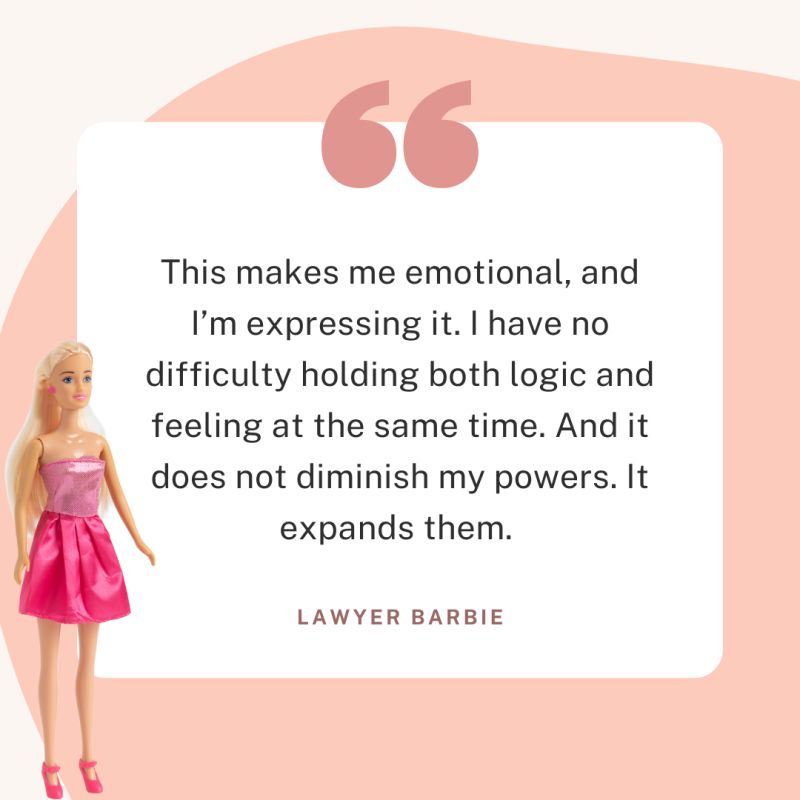 This makes me emotional, and
I’m expressing it. I have no
difficulty holding both logic and
feeling at the same time. And it
does not diminish my powers. It
expands them.
LAWYER BARBIE